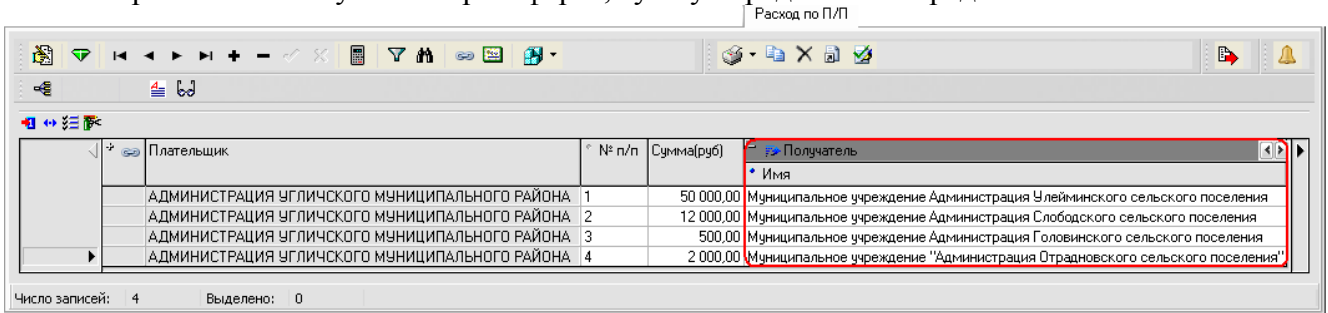 Расход по П/П
Плательщик № п/п Сумма(руб) Получатель
Имя
АДМИНИСТРАЦИЯ УГЛИЧСКОГО МУНИЦИПАЛЬНОГО РАЙОНА 1 50 000,00 Муниципальное учреждение Администрация Улейминского сельского поселения
АДМИНИСТРАЦИЯ УГЛИЧСКОГО МУНИЦИПАЛЬНОГО РАЙОНА 2 12 000,00 Муниципальное учреждение Администрация Слободского сельского поселения
АДМИНИСТРАЦИЯ УГЛИЧСКОГО МУНИЦИПАЛЬНОГО РАЙОНА 3 500,00 Муниципальное учреждение Администрация Головинского сельского поселения
АДМИНИСТРАЦИЯ УГЛИЧСКОГО МУНИЦИПАЛЬНОГО РАЙОНА 4 2 000,00 Муниципальное учреждение "Администрация Отрадновского сельского поселения"
Число записей: 4 Выделено: 0